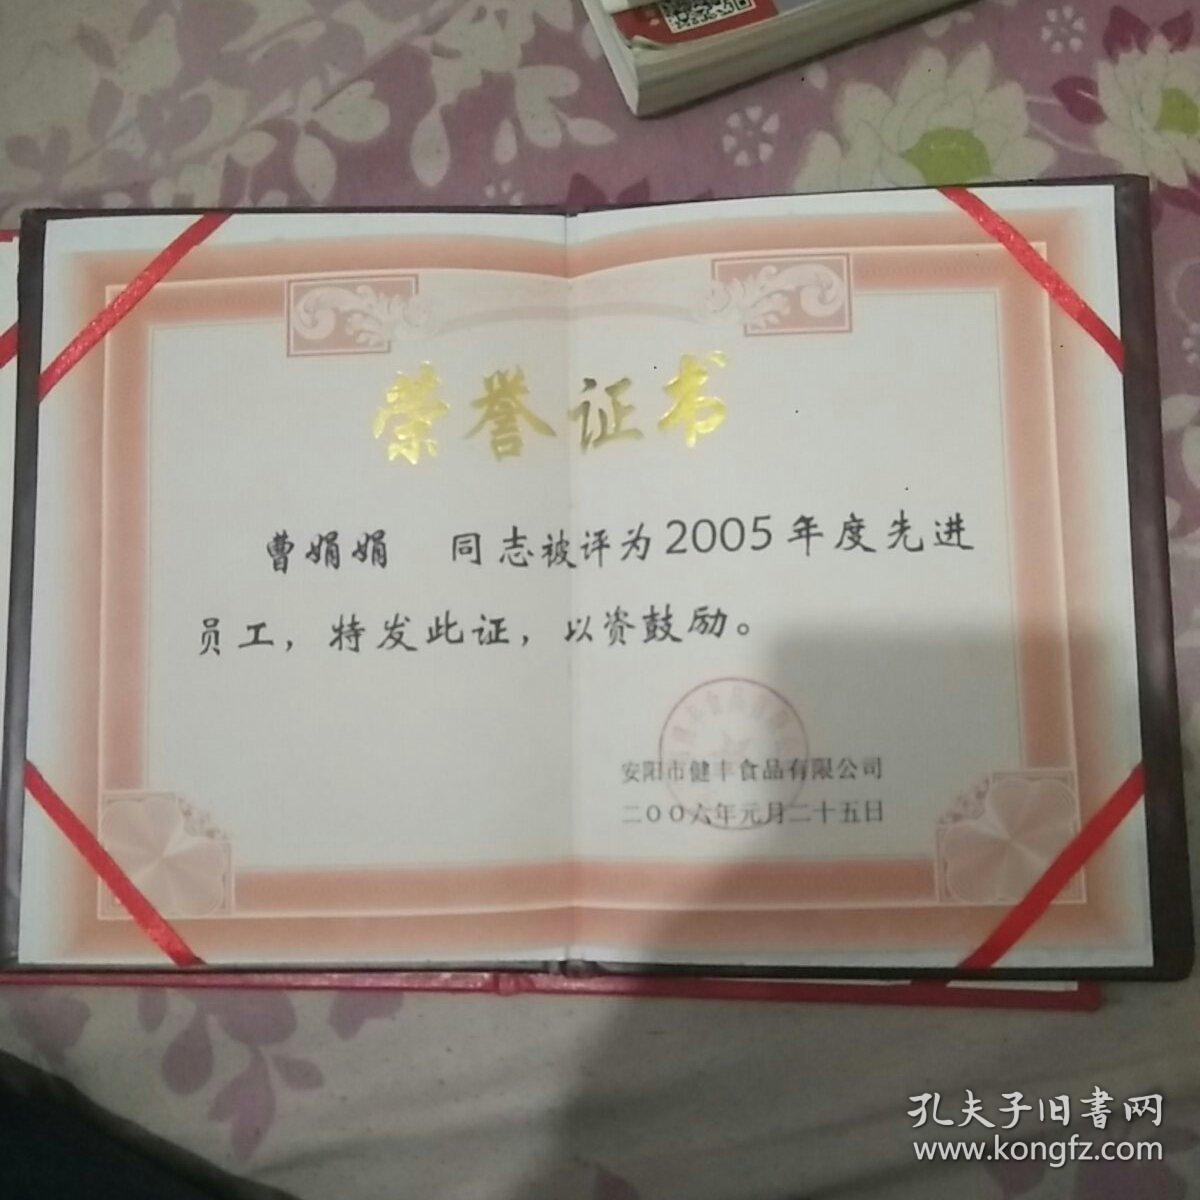 荣誉证书
曹娟娟 同志被评为2005年度先进
员工，特发此证，以资鼓励。
安阳市健丰食品有限公司
二00六年元月二十五日
孔夫子旧書网
www.kongfz.com